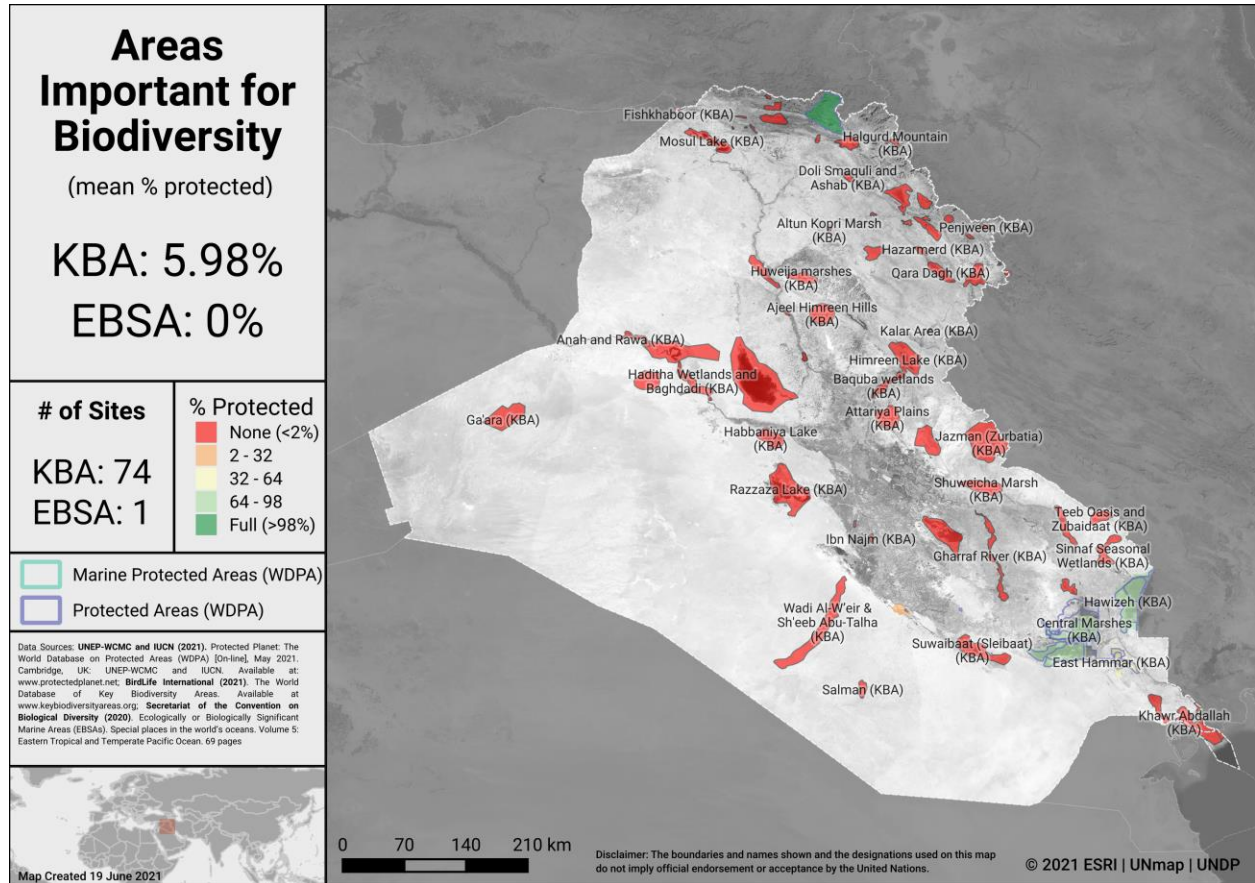 Areas
Important for
Biodiversity
(mean % protected)
KBA: 5.98%
EBSA: 0%
# of Sites
KBA: 74
EBSA: 1
% Protected
None (<2%)
2 - 32
32 - 64
64 - 98
Full (>98%)
Marine Protected Areas (WDPA)
Protected Areas (WDPA)
Data Sources: UNEP-WCMC and IUCN (2021). Protected Planet: The
World Database on Protected Areas (WDPA) [On-line], May 2021.
Cambridge, UK: UNEP-WCMC and IUCN. Available at:
www.protectedplanet.net; BirdLife International (2021). The World
Database of Key Biodiversity Areas. Available at
www.keybiodiversityareas.org; Secretariat of the Convention on
Biological Diversity (2020). Ecologically or Biologically Significant
Marine Areas (EBSAs). Special places in the world's oceans. Volume 5:
Eastern Tropical and Temperate Pacific Ocean. 69 pages
Map Created 19 June 2021
Fishkhaboor (KBA)
Mosul Lake (KBA)
Halgurd Mountain
(KBA)
Doli Smaquli and
Ashab (KBA)
Altun Kopri Marsh
(KBA)
Penjween (KBA)
Hazarmerd (KBA)
Qara Dagh (KBA)
Huweija marshes
(KBA)
Ajeel Himreen Hills
(KBA)
Kalar Area (KBA)
Anah and Rawa (KBA)
Himreen Lake (KBA)
Haditha Wetlands and
Baghdadi (KBA)
Baquba wetlands
(KBA)
Attariya Plains
(KBA)
Ga'ara (KBA)
Habbaniya Lake
(KBA)
Jazman (Zurbatia)
(KBA)
Razzaza Lake (KBA)
Shuweicha Marsh
(KBA)
Teeb Oasis and
Zubaidaat (KBA)
Ibn Najm (KBA)
Gharraf River (KBA)
Sinnaf Seasonal
Wetlands (KBA)
Wadi Al-W'eir &
Sh'eeb Abu-Talha
(KBA)
Hawizeh (KBA)
Central Marshes
(KBA)
Suwaibaat (Sleibaat)
(KBA)
East Hammar (KBA)
Salman (KBA)
Khawr Abdallah
(KBA)
0 70 140 210 km
Disclaimer: The boundaries and names shown and the designations used on this map
do not imply official endorsement or acceptance by the United Nations.
© 2021 ESRI | UNmap | UNDP